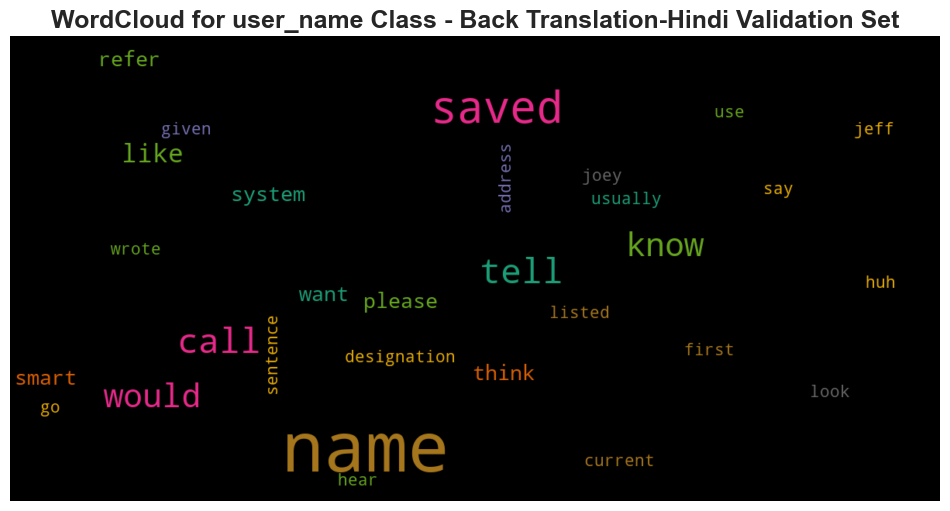 WordCloud for user_name Class - Back Translation-Hindi Validation Set
refer
saved
use
given
jeff
like
address
joey
say
system
usually
wrote
know
tell
huh
want
please
listed
call
sentence
designation
first
smart
think
look
go
would
name
current
hear